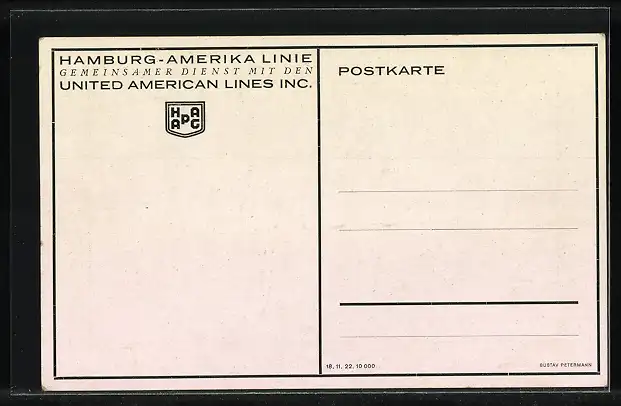 HAMBURG-AMERIKA LINIE
GEMEINSAMER DIENST MIT DEN
UNITED AMERICAN LINES INC.
H A
P
A G
POSTKARTE
18. 11. 22. 10 000
GUSTAV PETERMANN